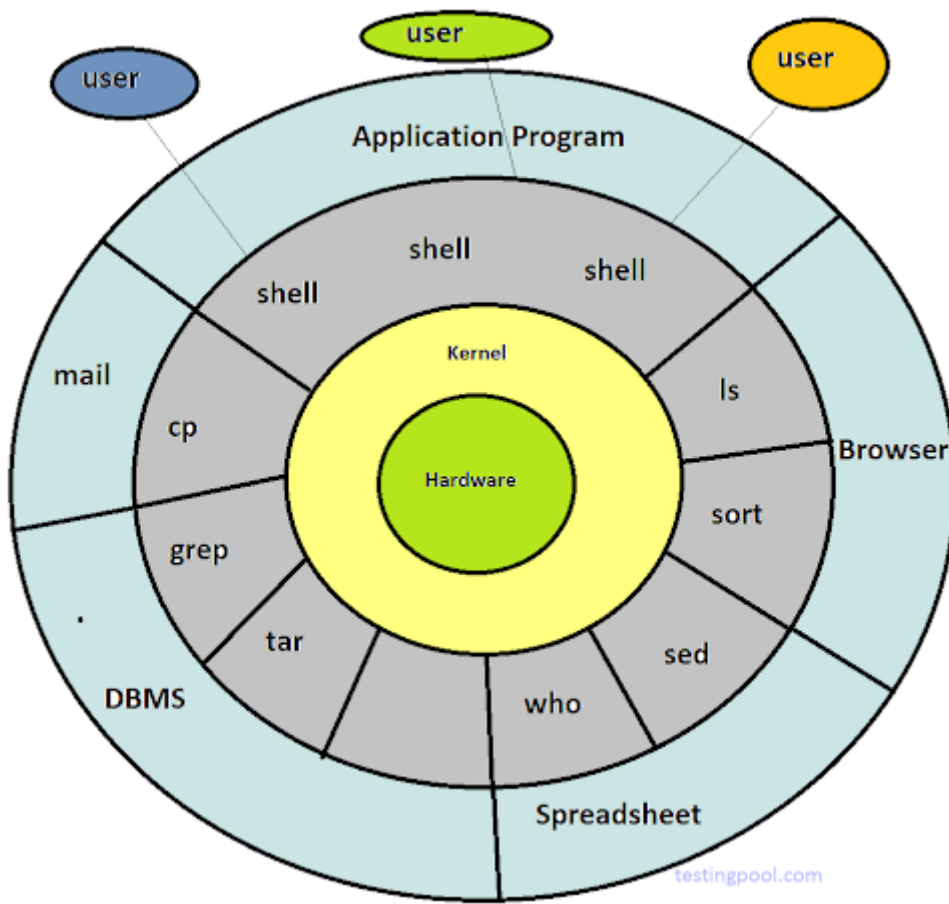 user
user
user
Application Program
shell
shell
shell
Kernel
mail
ls
cp
Browser
Hardware
sort
grep
tar
sed
DBMS
who
Spreadsheet
testingpool.com